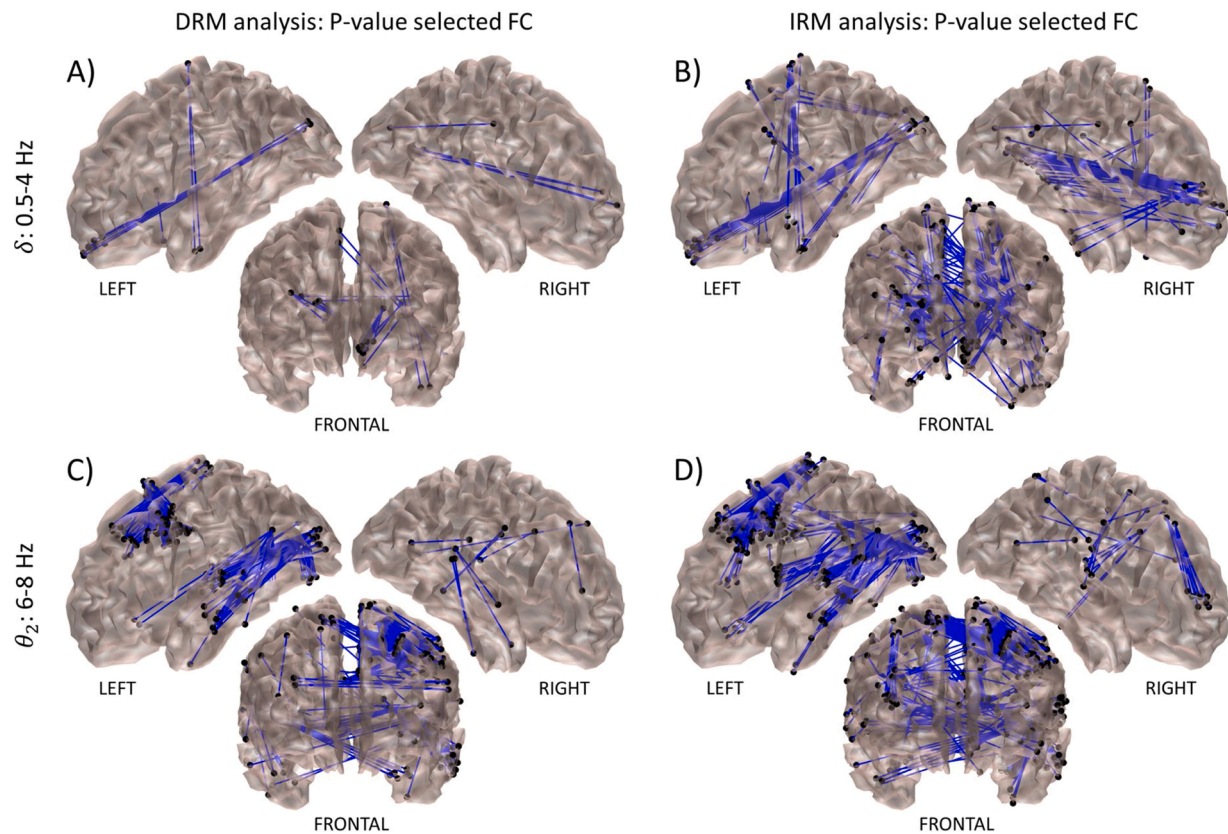 DRM analysis: P-value selected FC
IRM analysis: P-value selected FC
A)
B)
δ: 0.5-4 Hz
LEFT
RIGHT
FRONTAL
LEFT
RIGHT
FRONTAL
C)
D)
θ₂: 6-8 Hz
LEFT
RIGHT
FRONTAL
LEFT
RIGHT
FRONTAL